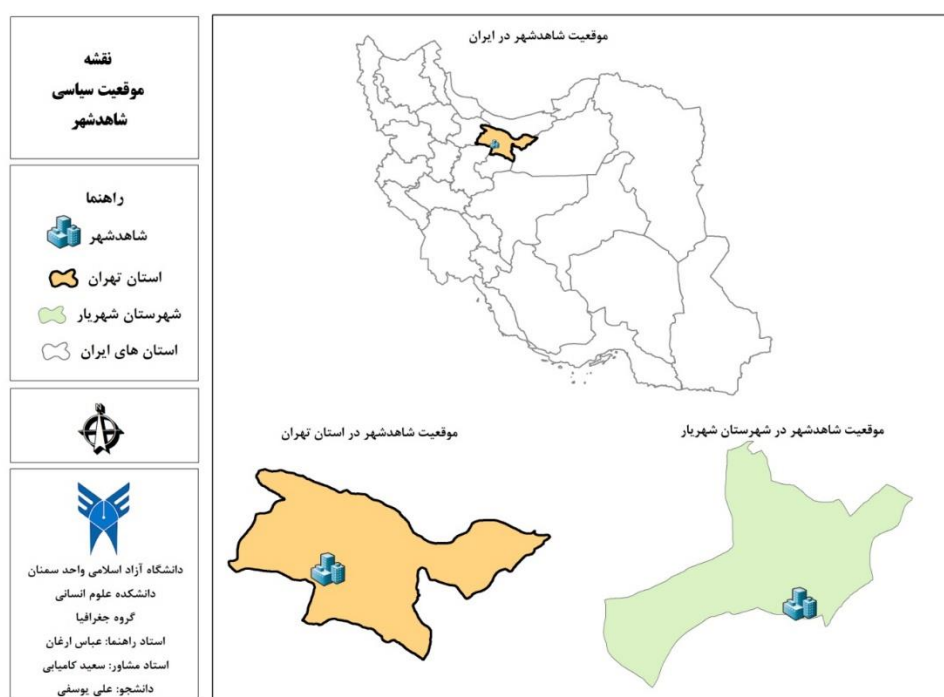 نقشه
موقعیت سیاسی
شاهدشهر
راهنما
شاهدشهر
استان تهران
شهرستان شهریار
استان های ایران
دانشگاه آزاد اسلامی واحد سمنان
دانشکده علوم انسانی
گروه جغرافیا
استاد راهنما: عباس ارغان
استاد مشاور: سعید کامیابی
دانشجو: علی یوسفی
موقعیت شاهدشهر در ایران
موقعیت شاهدشهر در شهرستان شهریار
موقعیت شاهدشهر در استان تهران